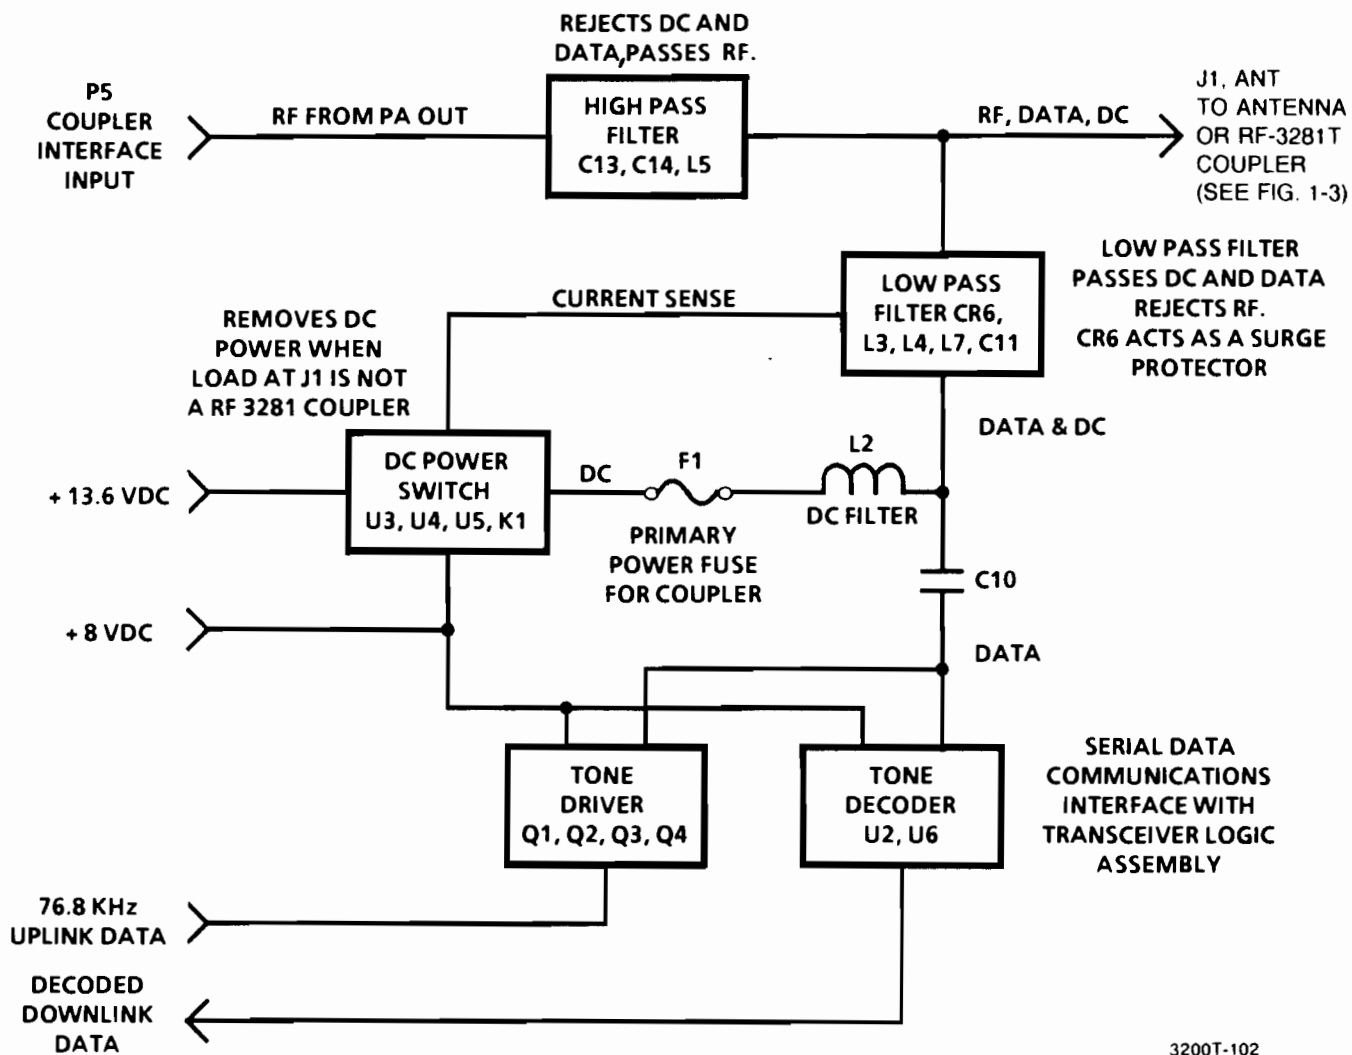 REJECTS DC AND
DATA,PASSES RF.
P5
COUPLER
INTERFACE
INPUT
RF FROM PA OUT
HIGH PASS
FILTER
C13, C14, L5
RF, DATA, DC
J1, ANT
TO ANTENNA
OR RF-3281T
COUPLER
(SEE FIG. 1-3)
LOW PASS
FILTER CR6,
L3, L4, L7, C11
LOW PASS FILTER
PASSES DC AND DATA
REJECTS RF.
CR6 ACTS AS A SURGE
PROTECTOR
CURRENT SENSE
REMOVES DC
POWER WHEN
LOAD AT J1 IS NOT
A RF 3281 COUPLER
DATA & DC
+ 13.6 VDC
DC POWER
SWITCH
U3, U4, U5, K1
DC
F1
PRIMARY
POWER FUSE
FOR COUPLER
L2
DC FILTER
C10
+ 8 VDC
DATA
TONE
DRIVER
Q1, Q2, Q3, Q4
TONE
DECODER
U2, U6
SERIAL DATA
COMMUNICATIONS
INTERFACE WITH
TRANSCEIVER LOGIC
ASSEMBLY
76.8 KHz
UPLINK DATA
DECODED
DOWNLINK
DATA
3200T-102